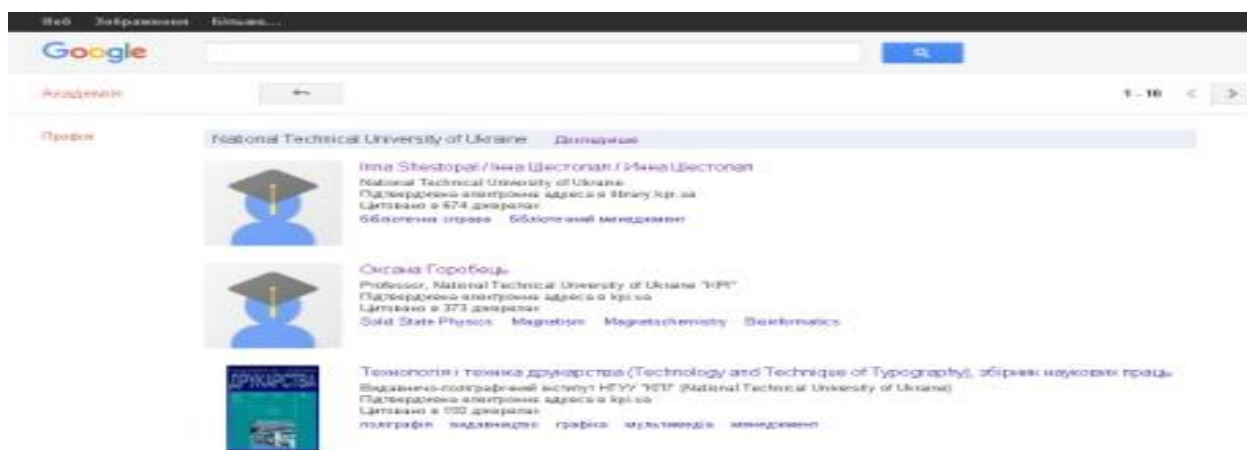 Веб Зображення Більше...
Google
Академія
1 - 10
Профілі
National Technical University of Ukraine Докладніше
Inna Shestopal / Інна Шестопал / Инна Шестопал
National Technical University of Ukraine
Підтверджена електронна адреса в library.kpi.ua
Цитовано в 674 джерелах
бібліотечна справа бібліотечний менеджмент
Оксана Горобець
Professor, National Technical University of Ukraine "KPI"
Підтверджена електронна адреса в kpi.ua
Цитовано в 373 джерелах
Solid State Physics Magnetism Magnetochemistry Bioinformatics
ДРУКАРСТВА
Технологія і техніка друкарства (Technology and Technique of Typography), збірник наукових праць
Видавничо-поліграфічний інститут НТУУ "КПІ" (National Technical University of Ukraine)
Підтверджена електронна адреса в kpi.ua
Цитовано в джерелах
поліграфія видавництво графіка мультимедіа менеджмент